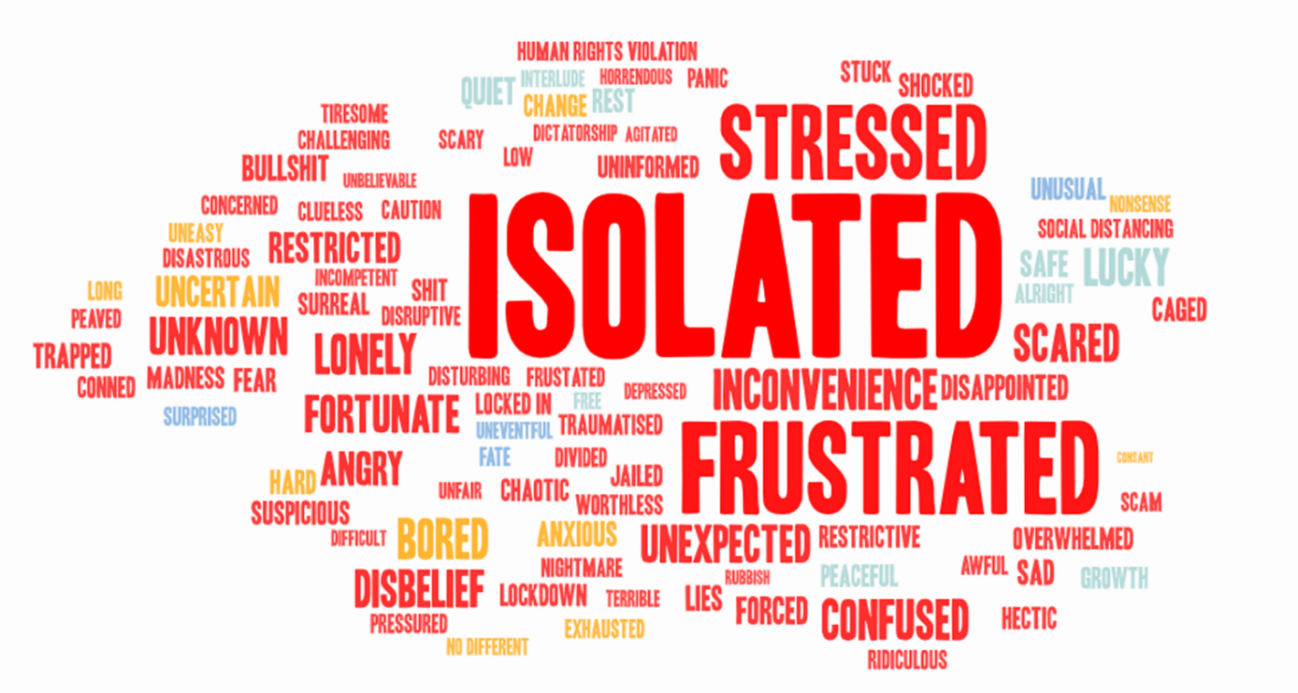 HUMAN RIGHTS VIOLATION
QUIET INTERLUDE HORRENDOUS PANIC STUCK SHOCKED
CHANGE REST
TIRESOME
CHALLENGING SCARY DICTATORSHIP AGITATED STRESSED
BULLSHIT LOW UNINFORMED
UNBELIEVABLE
CONCERNED CLUELESS CAUTION UNUSUAL NONSENSE
UNEASY SOCIAL DISTANCING
DISASTROUS RESTRICTED ISOLATED SAFE LUCKY
INCOMPETENT
LONG UNCERTAIN SHIT ALRIGHT
PEAVED SURREAL DISRUPTIVE CAGED
UNKNOWN SCARED
TRAPPED LONELY
CONNED MADNESS FEAR DISTURBING FRUSTATED DEPRESSED INCONVENIENCE DISAPPOINTED
SURPRISED FORTUNATE LOCKED IN FREE
UNEVENTFUL TRAUMATISED
FATE DIVIDED FRUSTRATED CONSANT
HARD ANGRY JAILED
UNFAIR CHAOTIC WORTHLESS SCAM
SUSPICIOUS
DIFFICULT BORED ANXIOUS UNEXPECTED RESTRICTIVE OVERWHELMED
NIGHTMARE RUBBISH PEACEFUL AWFUL SAD GROWTH
DISBELIEF LOCKDOWN TERRIBLE LIES FORCED CONFUSED HECTIC
PRESSURED EXHAUSTED
NO DIFFERENT RIDICULOUS